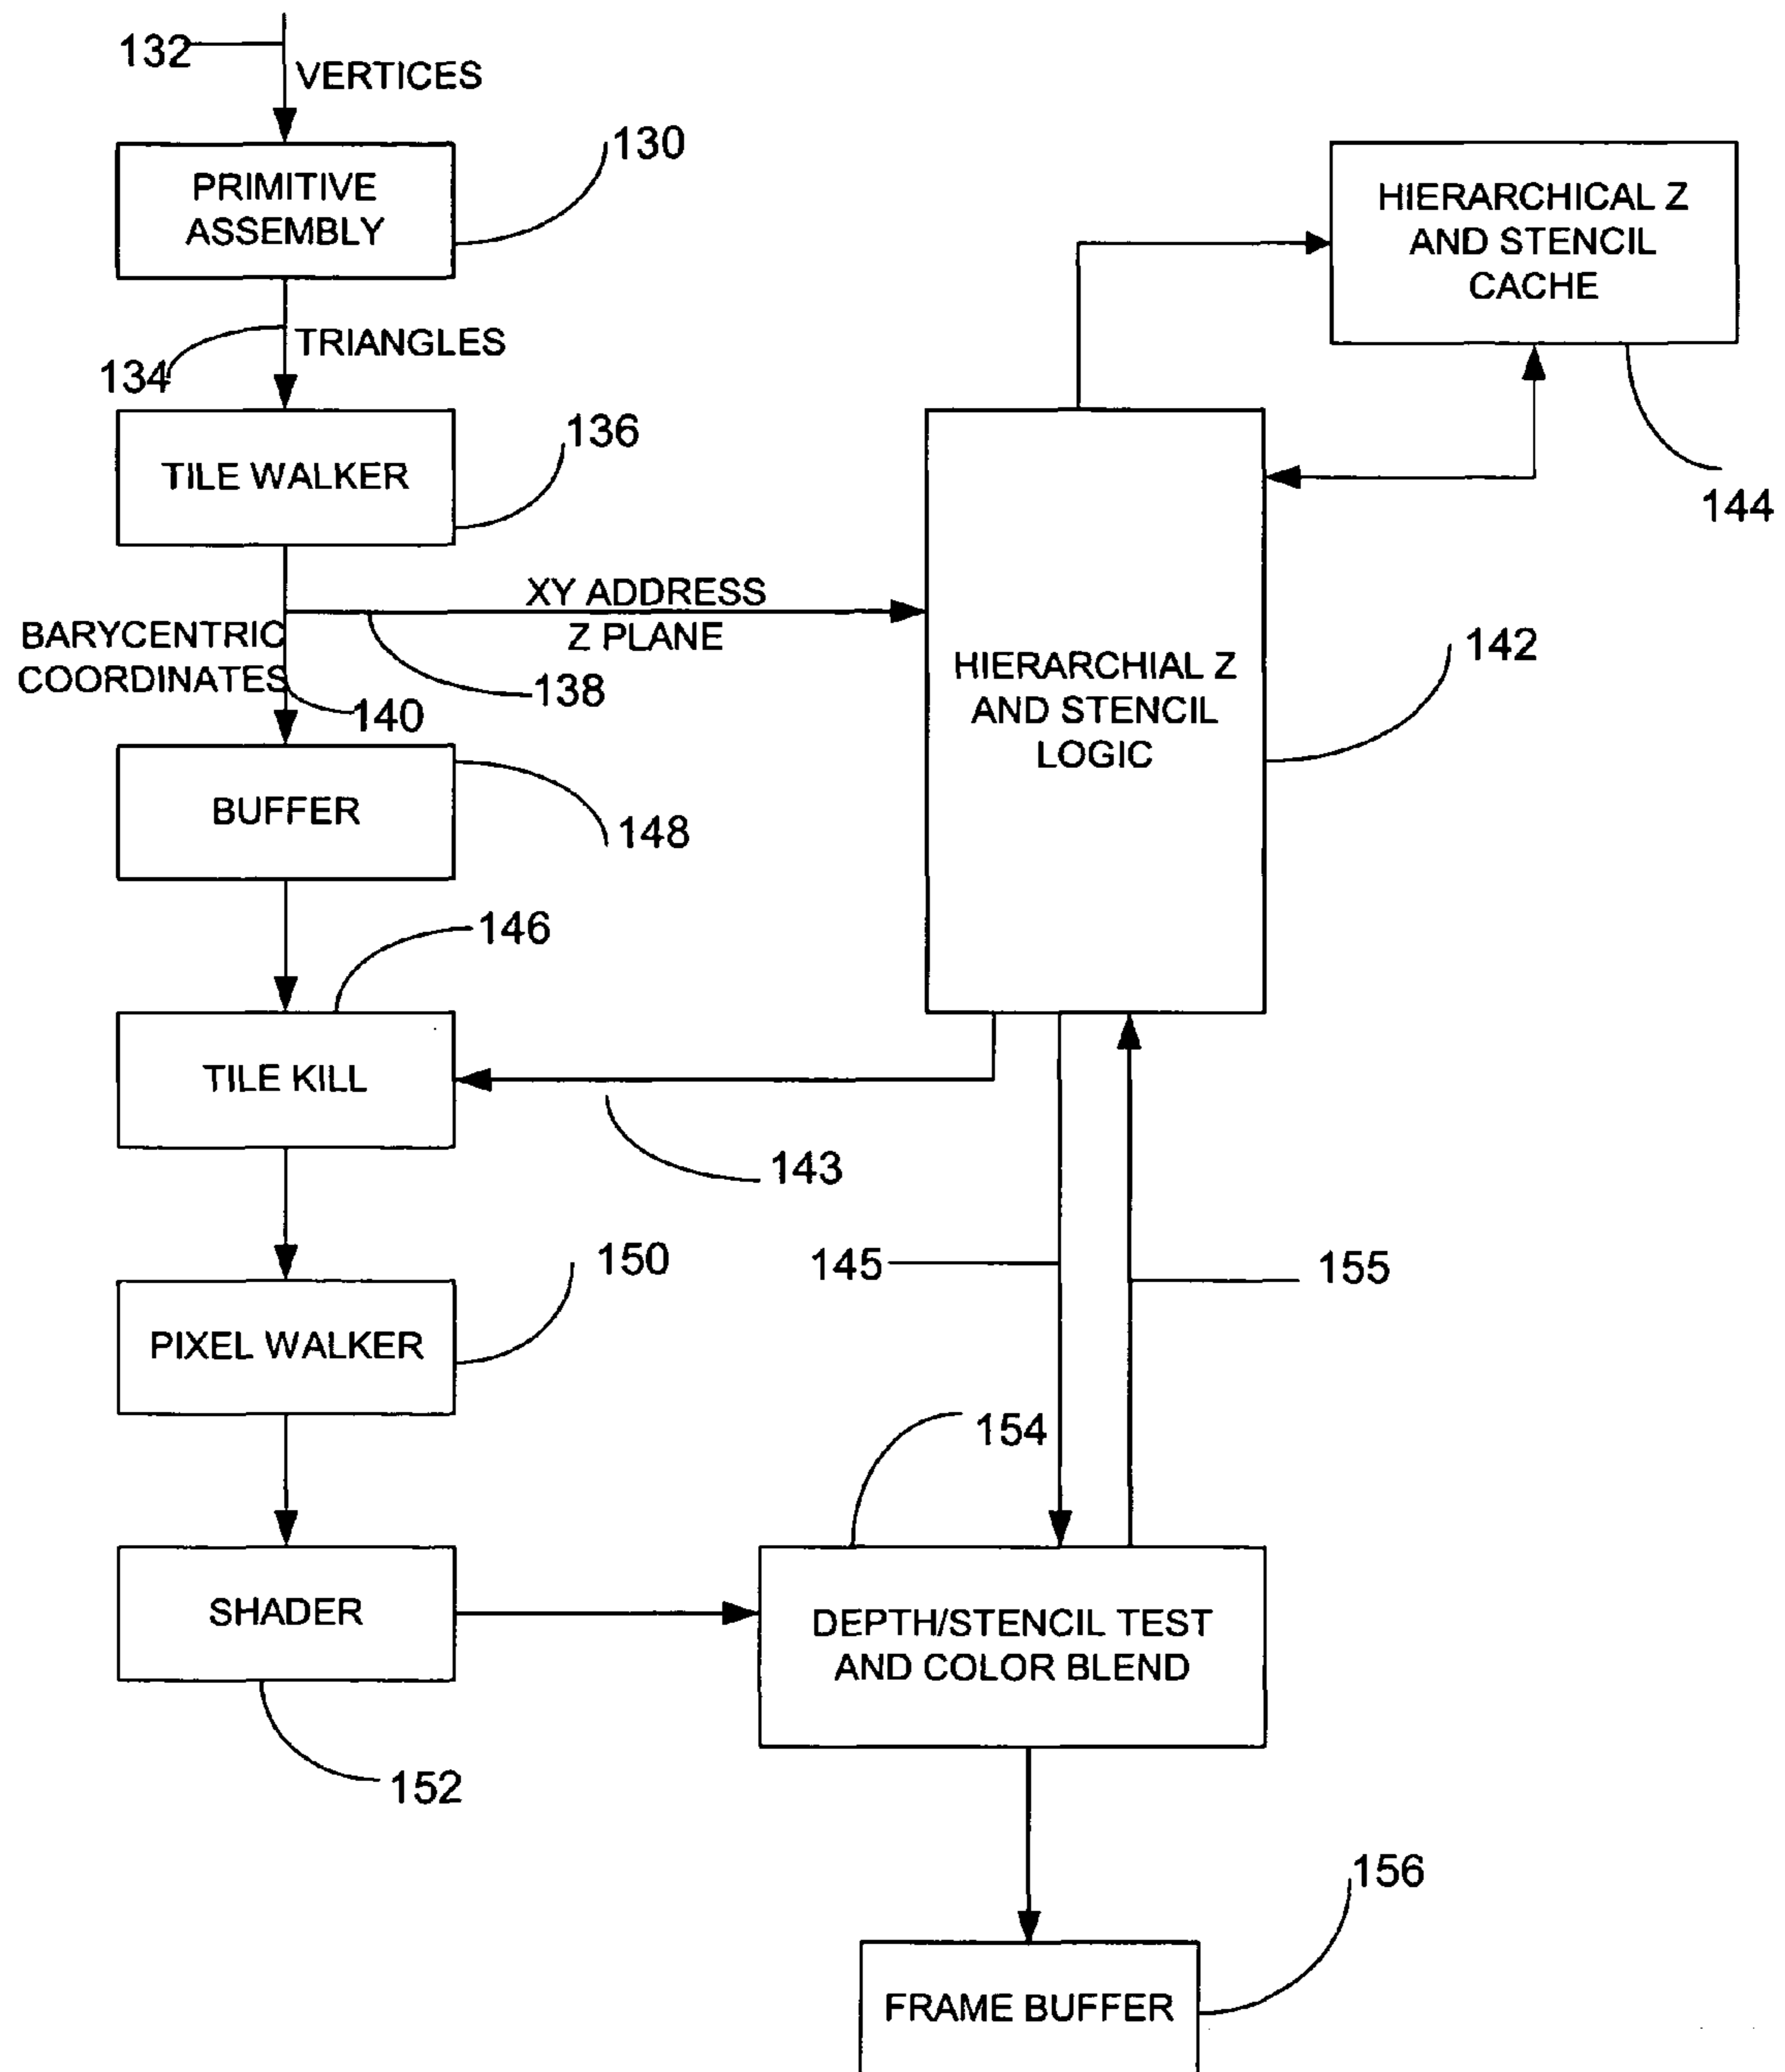 132
VERTICES
130
PRIMITIVE
ASSEMBLY
HIERARCHICAL Z
AND STENCIL
CACHE
134
TRIANGLES
136
TILE WALKER
144
XY ADDRESS
Z PLANE
BARYCENTRIC
COORDINATES
138
140
142
HIERARCHIAL Z
AND STENCIL
LOGIC
BUFFER
148
146
TILE KILL
143
150
145
155
PIXEL WALKER
154
SHADER
DEPTH/STENCIL TEST
AND COLOR BLEND
152
156
FRAME BUFFER